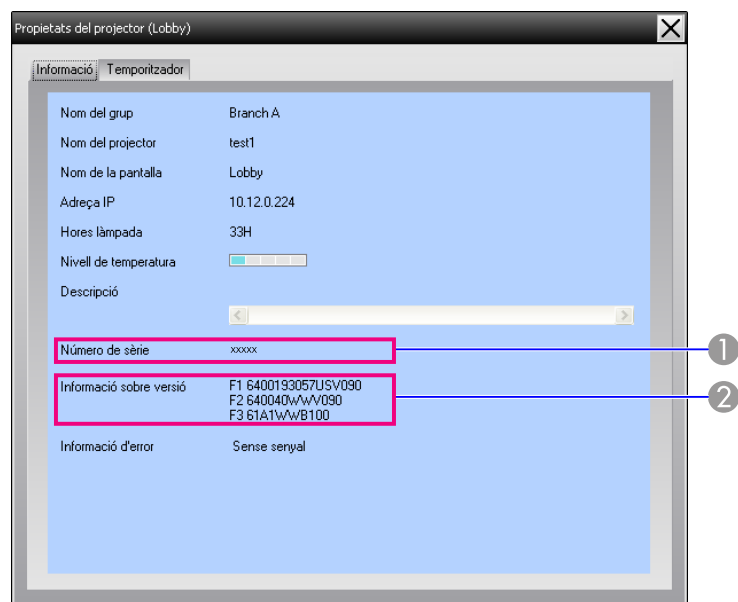 Propietats del projector (Lobby)
Informació Temporitzador
Nom del grup Branch A
Nom del projector test1
Nom de la pantalla Lobby
Adreça IP 10.12.0.224
Hores làmpada 33H
Nivell de temperatura
Descripció
Número de sèrie xxxxx
1
Informació sobre versió F1 6400193057USV090
F2 640040WWV090
F3 61A1WWB100
2
Informació d'error Sense senyal